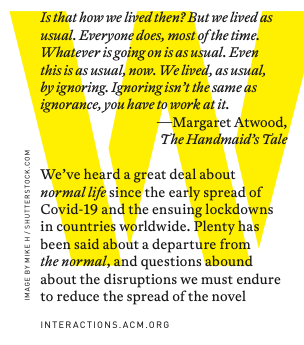 Is that how we lived then? But we lived as
usual. Everyone does, most of the time.
Whatever is going on is as usual. Even
this is as usual, now. We lived, as usual,
by ignoring. Ignoring isn't the same as
ignorance, you have to work at it.
—Margaret Atwood,
The Handmaid's Tale
We've heard a great deal about
normal life since the early spread of
Covid-19 and the ensuing lockdowns
in countries worldwide. Plenty has
been said about a departure from
the normal, and questions abound
about the disruptions we must endure
to reduce the spread of the novel
IMAGE BY MIKE H / SHUTTERSTOCK.COM
INTERACTIONS.ACM.ORG